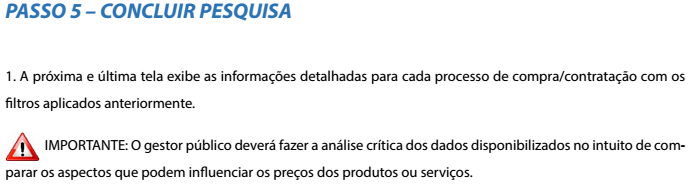 PASSO 5 – CONCLUIR PESQUISA
1. A próxima e última tela exibe as informações detalhadas para cada processo de compra/contratação com os
filtros aplicados anteriormente.
IMPORTANTE: O gestor público deverá fazer a análise crítica dos dados disponibilizados no intuito de com-
parar os aspectos que podem influenciar os preços dos produtos ou serviços.